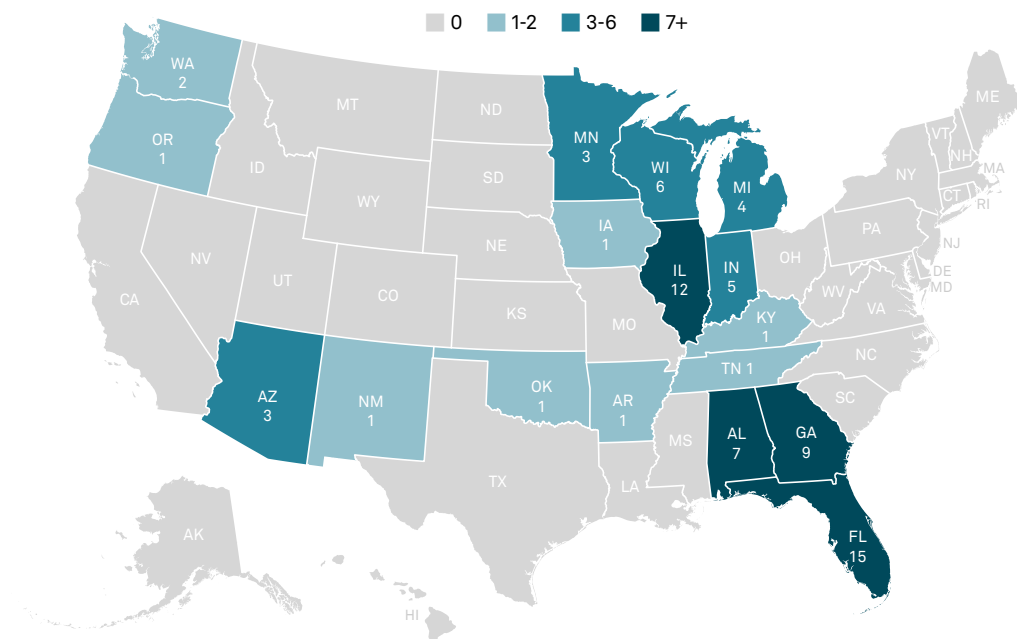 0 1-2 3-6 7+
WA
2
OR
1
MT
ND
MN
3
ID
SD
WI
6
MI
4
WY
IA
1
NE
NV
UT
CO
CA
KS
MO
IL
12
IN
5
OH
KY
1
WV
VA
PA
NY
VT
NH
ME
MA
CT
RI
NJ
DE
MD
NC
SC
TN 1
AZ
3
NM
1
OK
1
AR
1
MS
AL
7
GA
9
TX
LA
FL
15
AK
HI